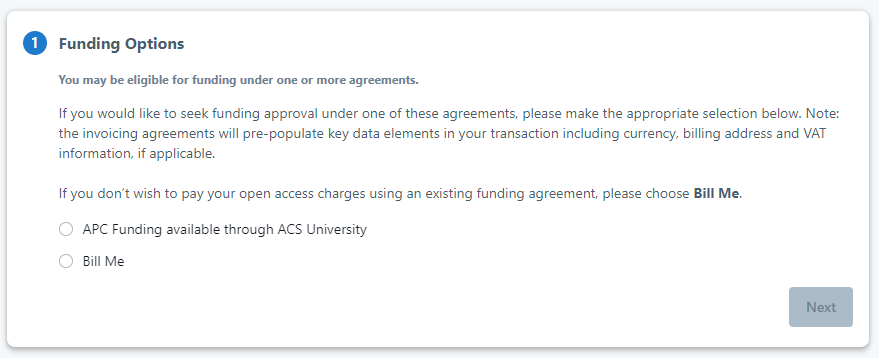 1 Funding Options
You may be eligible for funding under one or more agreements.
If you would like to seek funding approval under one of these agreements, please make the appropriate selection below. Note:
the invoicing agreements will pre-populate key data elements in your transaction including currency, billing address and VAT
information, if applicable.
If you don't wish to pay your open access charges using an existing funding agreement, please choose Bill Me.
APC Funding available through ACS University
Bill Me
Next